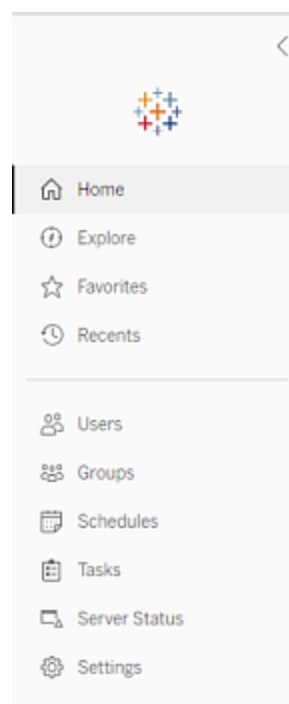 Home
Explore
Favorites
Recents
Users
Groups
Schedules
Tasks
Server Status
Settings